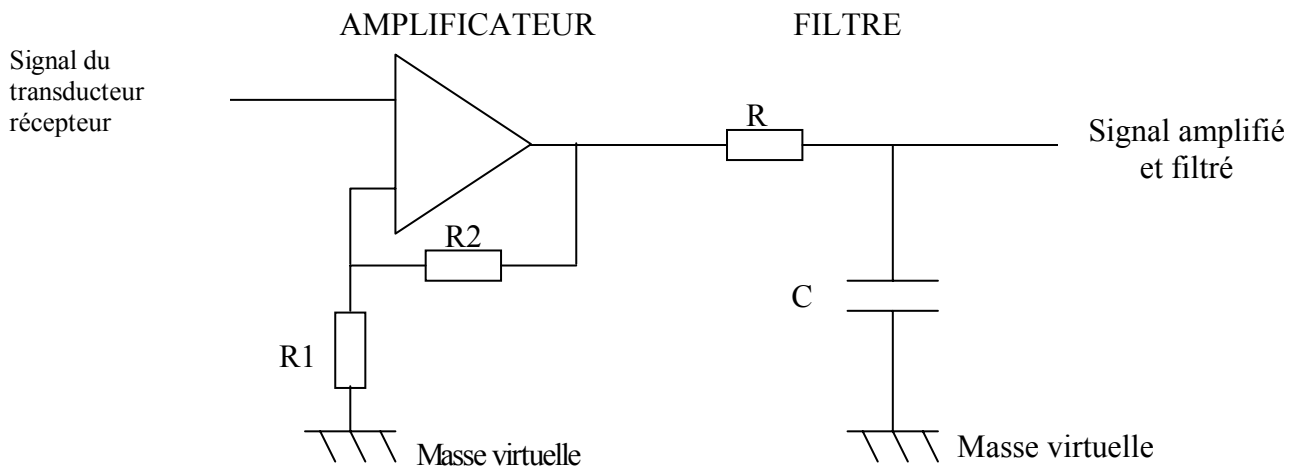 AMPLIFICATEUR
FILTRE
Signal du
transducteur
récepteur
R
Signal amplifié
et filtré
R2
C
R1
Masse virtuelle
Masse virtuelle